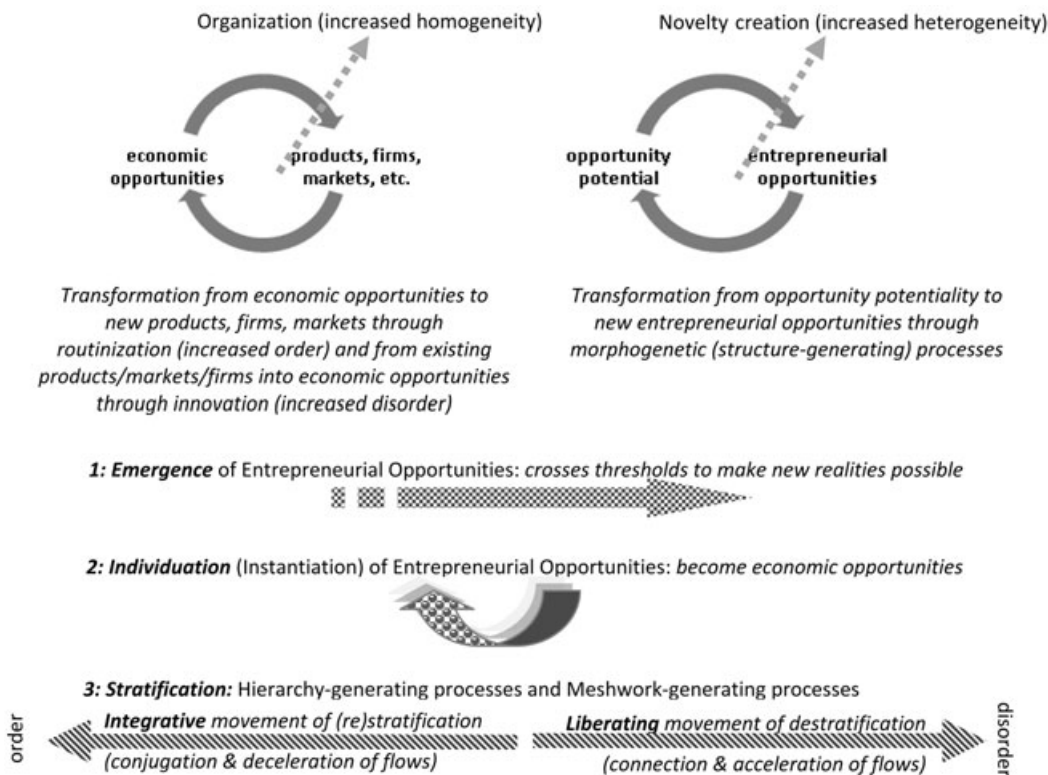 Organization (increased homogeneity)
Novelty creation (increased heterogeneity)
economic
opportunities
products, firms,
markets, etc.
opportunity
potential
entrepreneurial
opportunities
Transformation from economic opportunities to
new products, firms, markets through
routinization (increased order) and from existing
products/markets/firms into economic opportunities
through innovation (increased disorder)
Transformation from opportunity potentiality to
new entrepreneurial opportunities through
morphogenetic (structure-generating) processes
1: Emergence of Entrepreneurial Opportunities: crosses thresholds to make new realities possible
2: Individuation (Instantiation) of Entrepreneurial Opportunities: become economic opportunities
3: Stratification: Hierarchy-generating processes and Meshwork-generating processes
order
Integrative movement of (re)stratification
(conjugation & deceleration of flows)
Liberating movement of destratification
(connection & acceleration of flows)
disorder